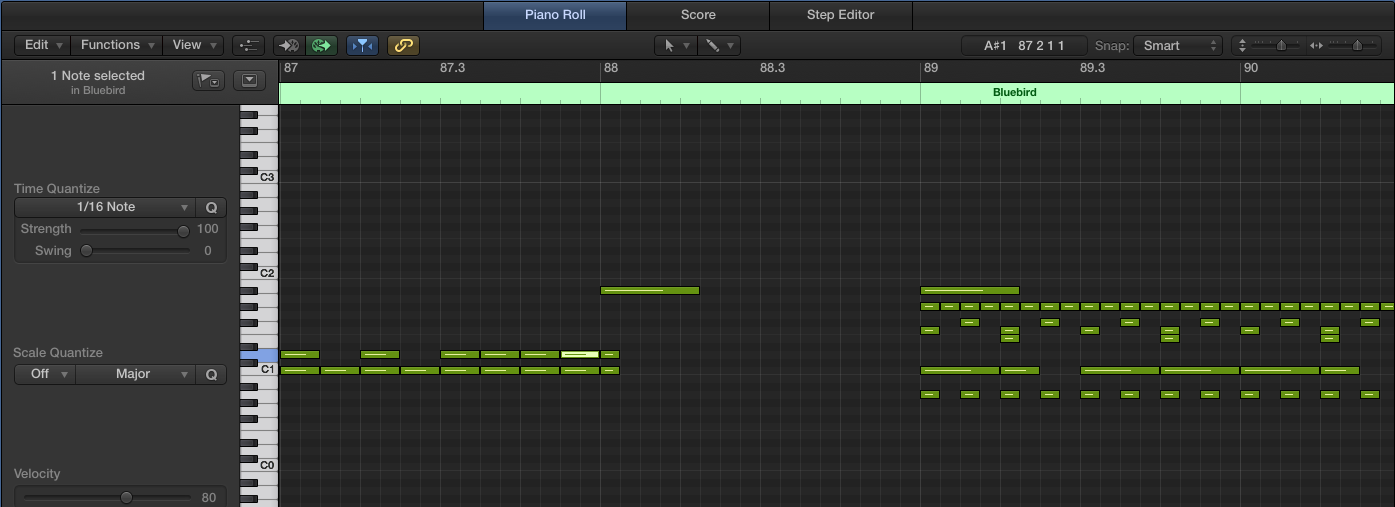 Piano Roll Score Step Editor
Edit Functions View A#1 87 2 1 1 Snap: Smart
1 Note selected
in Bluebird
87 87.3 88 88.3 89 89.3 90
Bluebird
C3
Time Quantize
1/16 Note Q
Strength 100
Swing 0
C2
Scale Quantize
Off Major Q
C1
C0
Velocity
80